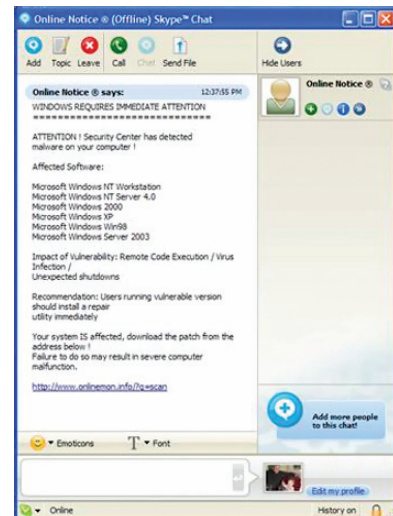 Online Notice ® (Offline) Skype™ Chat
Add Topic Leave Call Chat Send File Hide Users
Online Notice ® says: 12:37:55 PM
WINDOWS REQUIRES IMMEDIATE ATTENTION
=============================
ATTENTION ! Security Center has detected
malware on your computer !
Affected Software:
Microsoft Windows NT Workstation
Microsoft Windows NT Server 4.0
Microsoft Windows 2000
Microsoft Windows XP
Microsoft Windows Win98
Microsoft Windows Server 2003
Impact of Vulnerability: Remote Code Execution / Virus
Infection /
Unexpected shutdowns
Recommendation: Users running vulnerable version
should install a repair
utility immediately
Your system IS affected, download the patch from the
address below !
Failure to do so may result in severe computer
malfunction.
http://www.onlinemon.info/?q=scan
Online Notice ®
Add more people
to this chat!
Emoticons T Font
Edit my profile
Online History on